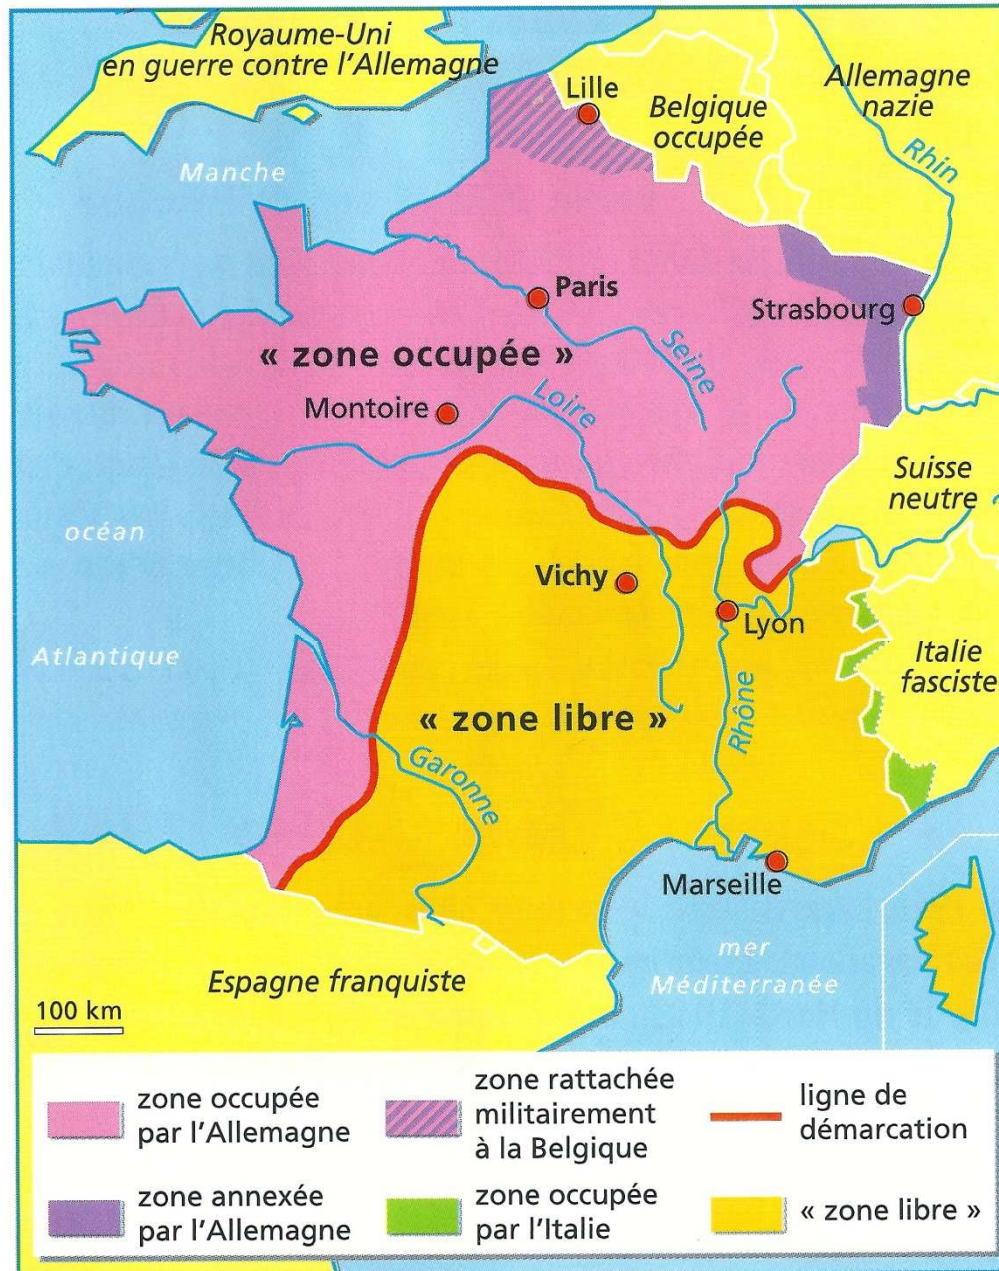 Royaume-Uni
en guerre contre l'Allemagne
Lille
Belgique
occupée
Allemagne
nazie
Rhin
Manche
Paris
Strasbourg
« zone occupée »
Seine
Loire
Montoire
Suisse
neutre
océan
Atlantique
Vichy
Lyon
Italie
fasciste
« zone libre »
Rhône
Garonne
Marseille
mer
Méditerranée
Espagne franquiste
100 km
zone occupée
par l'Allemagne
zone rattachée
militairement
à la Belgique
ligne de
démarcation
zone annexée
par l'Allemagne
zone occupée
par l'Italie
« zone libre »